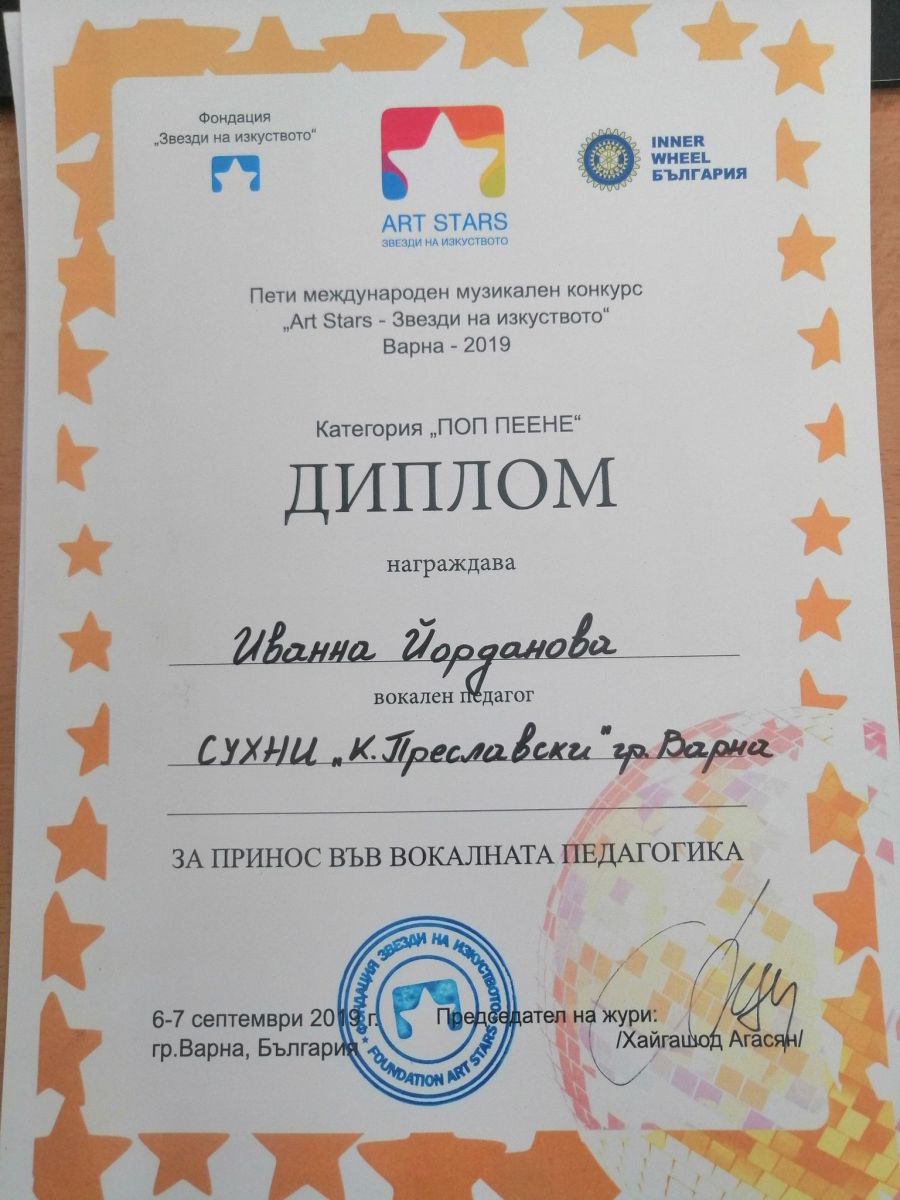 Фондация
„Звезди на изкуството“
ART STARS
ЗВЕЗДИ НА ИЗКУСТВОТО
INNER
WHEEL
БЪЛГАРИЯ
Пети международен музикален конкурс
„Art Stars - Звезди на изкуството“
Варна - 2019
Категория „ПОП ПЕЕНЕ“
ДИПЛОМ
награждава
Иванна Йорданова
вокален педагог
СУХНИ „К. Преславски“ гр. Варна
ЗА ПРИНОС ВЪВ ВОКАЛНАТА ПЕДАГОГИКА
ФОНДАЦИЯ ЗВЕЗДИ НА ИЗКУСТВОТО
FOUNDATION ART STARS
6-7 септември 2019 г.
гр.Варна, България
Председател на жури:
/Хайгашод Агасян/